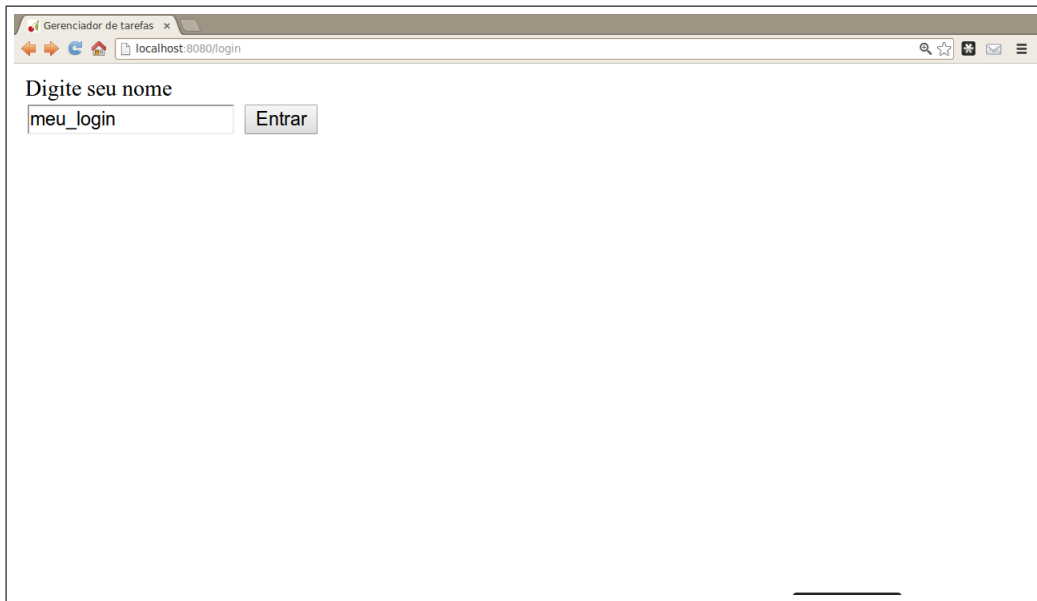 Gerenciador de tarefas
localhost:8080/login
Digite seu nome
meu_login Entrar